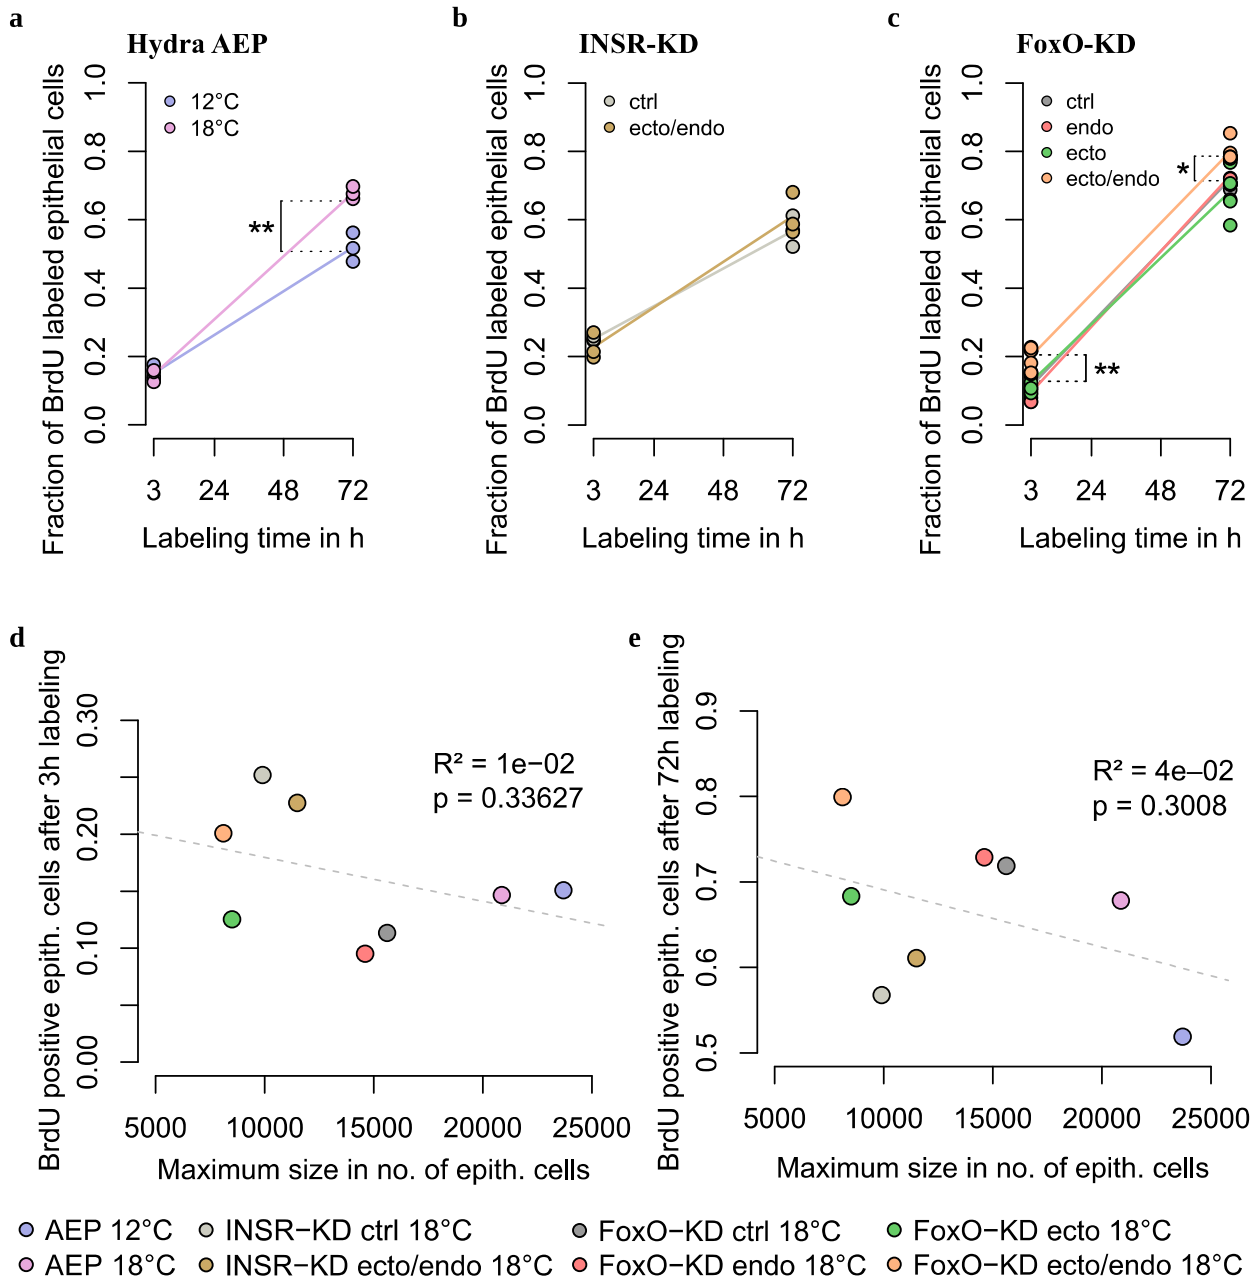 a
Hydra AEP
Fraction of BrdU labeled epithelial cells
1.0
0.8
0.6
0.4
0.2
0.0
12°C
18°C
**
3 24 48 72
Labeling time in h
b
INSR-KD
Fraction of BrdU labeled epithelial cells
1.0
0.8
0.6
0.4
0.2
0.0
ctrl
ecto/endo
3 24 48 72
Labeling time in h
c
FoxO-KD
Fraction of BrdU labeled epithelial cells
1.0
0.8
0.6
0.4
0.2
0.0
ctrl
endo
ecto
ecto/endo
*
**
3 24 48 72
Labeling time in h
d
BrdU positive epith. cells after 3h labeling
0.30
0.20
0.10
0.00
R² = 1e−02
p = 0.33627
5000 10000 15000 20000 25000
Maximum size in no. of epith. cells
e
BrdU positive epith. cells after 72h labeling
0.9
0.8
0.7
0.6
0.5
R² = 4e–02
p = 0.3008
5000 10000 15000 20000 25000
Maximum size in no. of epith. cells
AEP 12°C INSR−KD ctrl 18°C FoxO−KD ctrl 18°C FoxO−KD ecto 18°C
AEP 18°C INSR−KD ecto/endo 18°C FoxO−KD endo 18°C FoxO−KD ecto/endo 18°C